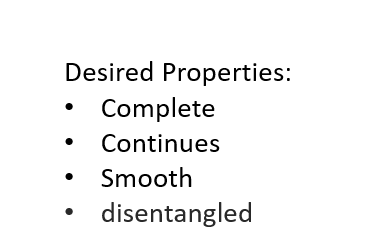 Desired Properties:
• Complete
• Continues
• Smooth
• disentangled